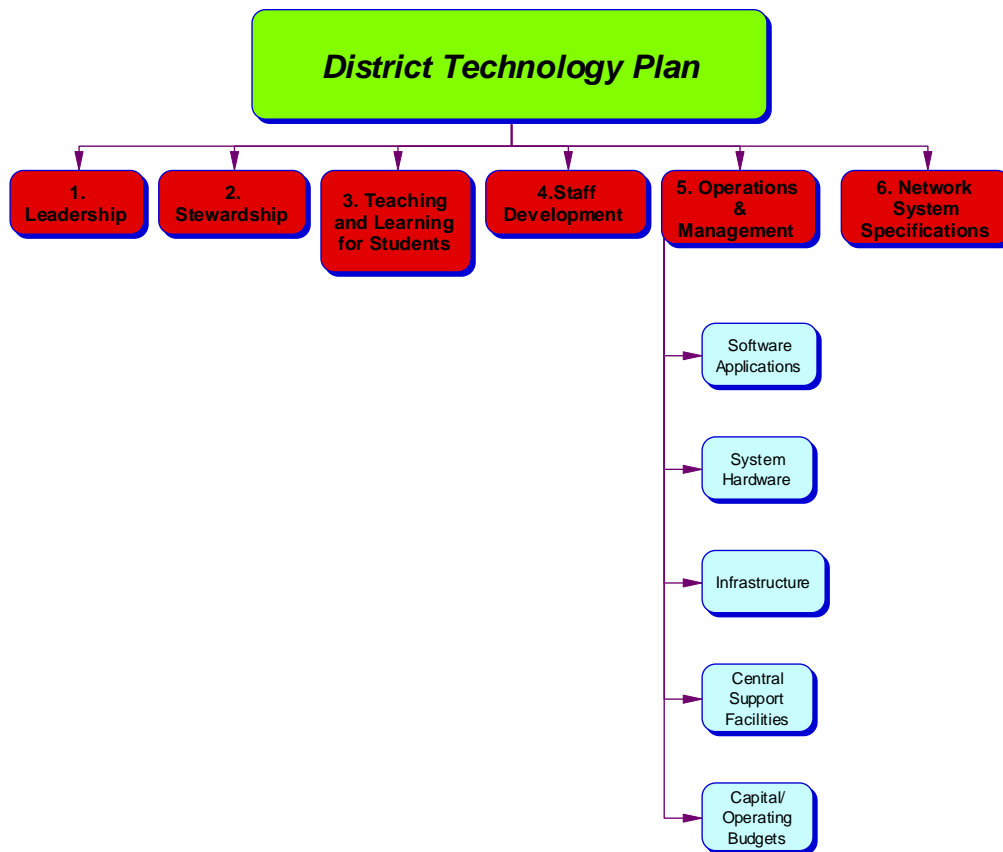 District Technology Plan
1.
Leadership
2.
Stewardship
3. Teaching
and Learning
for Students
4.Staff
Development
5. Operations
&
Management
6. Network
System
Specifications
Software
Applications
System
Hardware
Infrastructure
Central
Support
Facilities
Capital/
Operating
Budgets